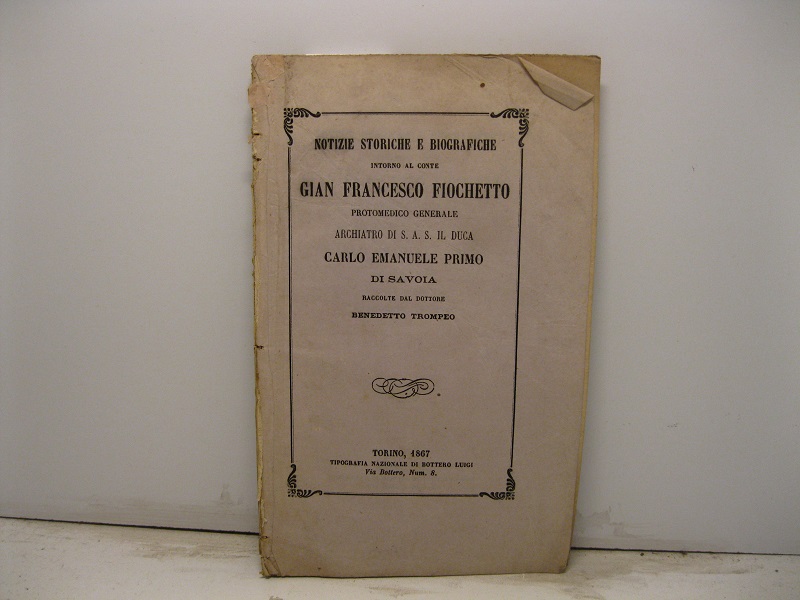 NOTIZIE STORICHE E BIOGRAFICHE
INTORNO AL CONTE
GIAN FRANCESCO FIOCHETTO
PROTOMEDICO GENERALE
ARCHIATRO DI S. A. S. IL DUCA
CARLO EMANUELE PRIMO
DI SAVOIA
RACCOLTE DAL DOTTORE
BENEDETTO TROMPEO
TORINO, 1867
TIPOGRAFIA NAZIONALE DI BOTTERO LUIGI
Via Bottero, Num. 8.